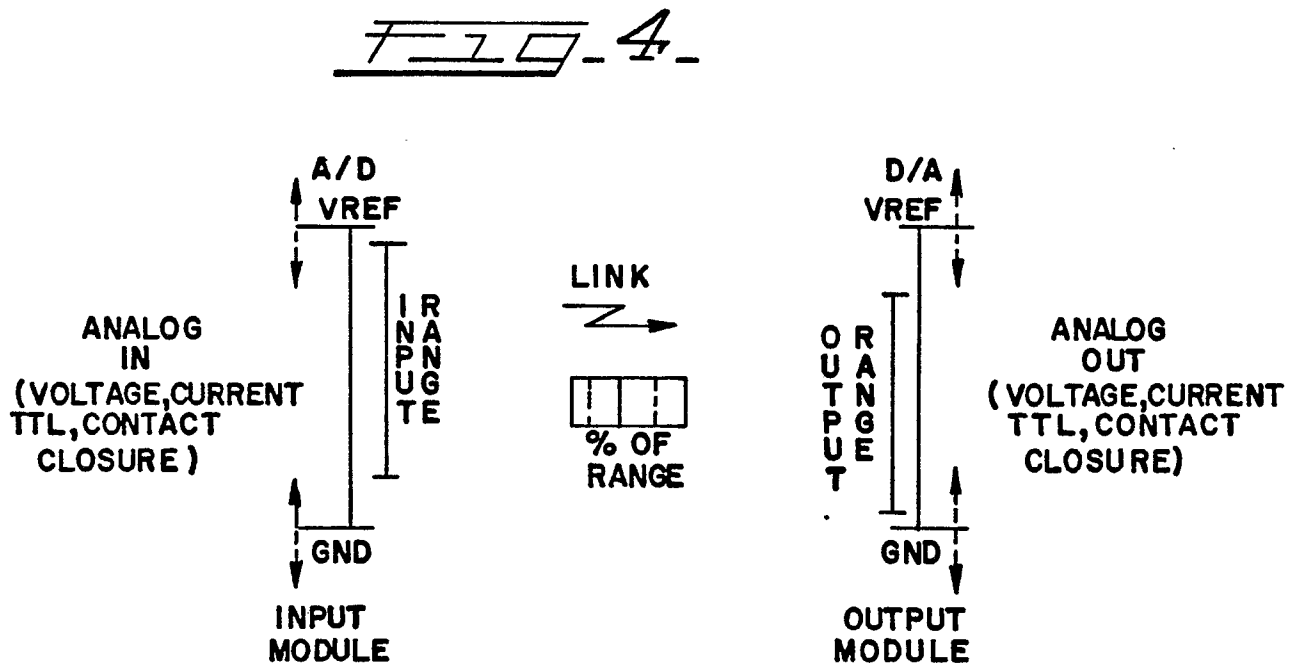 Fig-4-
A/D
VREF
INPUT
RANGE
ANALOG
IN
(VOLTAGE,CURRENT
TTL,CONTACT
CLOSURE)
GND
INPUT
MODULE
LINK
% OF
RANGE
D/A
VREF
OUTPUT
RANGE
ANALOG
OUT
(VOLTAGE,CURRENT
TTL,CONTACT
CLOSURE)
GND
OUTPUT
MODULE